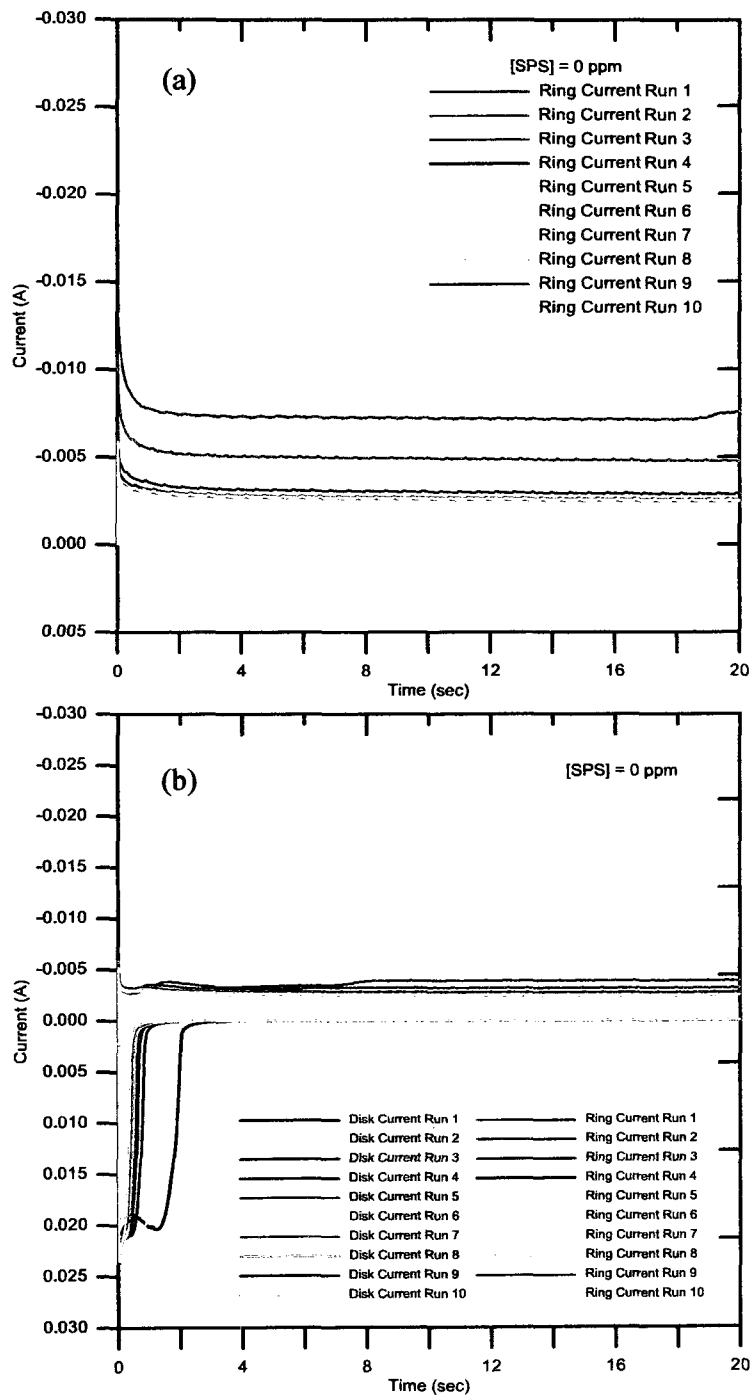 -0.030
(a)
[SPS] = 0 ppm
Ring Current Run 1
-0.025
Ring Current Run 2
Ring Current Run 3
Ring Current Run 4
-0.020
Ring Current Run 5
Ring Current Run 6
Ring Current Run 7
-0.015
Ring Current Run 8
Ring Current Run 9
Ring Current Run 10
Current (A)
-0.010
-0.005
0.000
0.005
0 4 8 12 16 20
Time (sec)
-0.030
(b)
[SPS] = 0 ppm
-0.025
-0.020
-0.015
-0.010
-0.005
Current (A)
0.000
0.005
0.010
Disk Current Run 1 Ring Current Run 1
Disk Current Run 2 Ring Current Run 2
Disk Current Run 3 Ring Current Run 3
0.015
Disk Current Run 4 Ring Current Run 4
Disk Current Run 5 Ring Current Run 5
Disk Current Run 6 Ring Current Run 6
0.020
Disk Current Run 7 Ring Current Run 7
Disk Current Run 8 Ring Current Run 8
Disk Current Run 9 Ring Current Run 9
0.025
Disk Current Run 10 Ring Current Run 10
0.030
0 4 8 12 16 20
Time (sec)